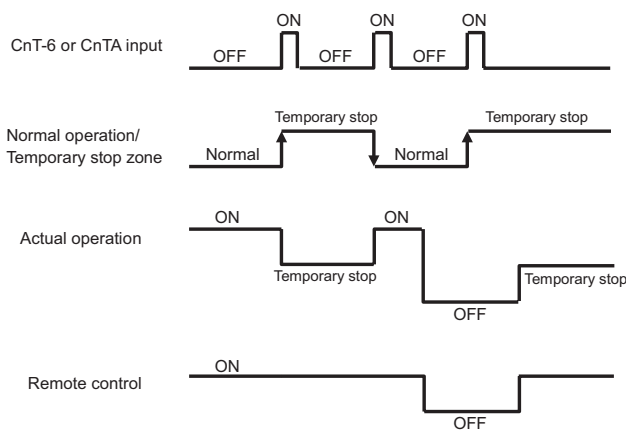 ON ON ON
CnT-6 or CnTA input
OFF OFF OFF
Temporary stop Temporary stop
Normal operation/
Temporary stop zone
Normal Normal
ON ON
Actual operation
Temporary stop Temporary stop
OFF
ON
Remote control
OFF